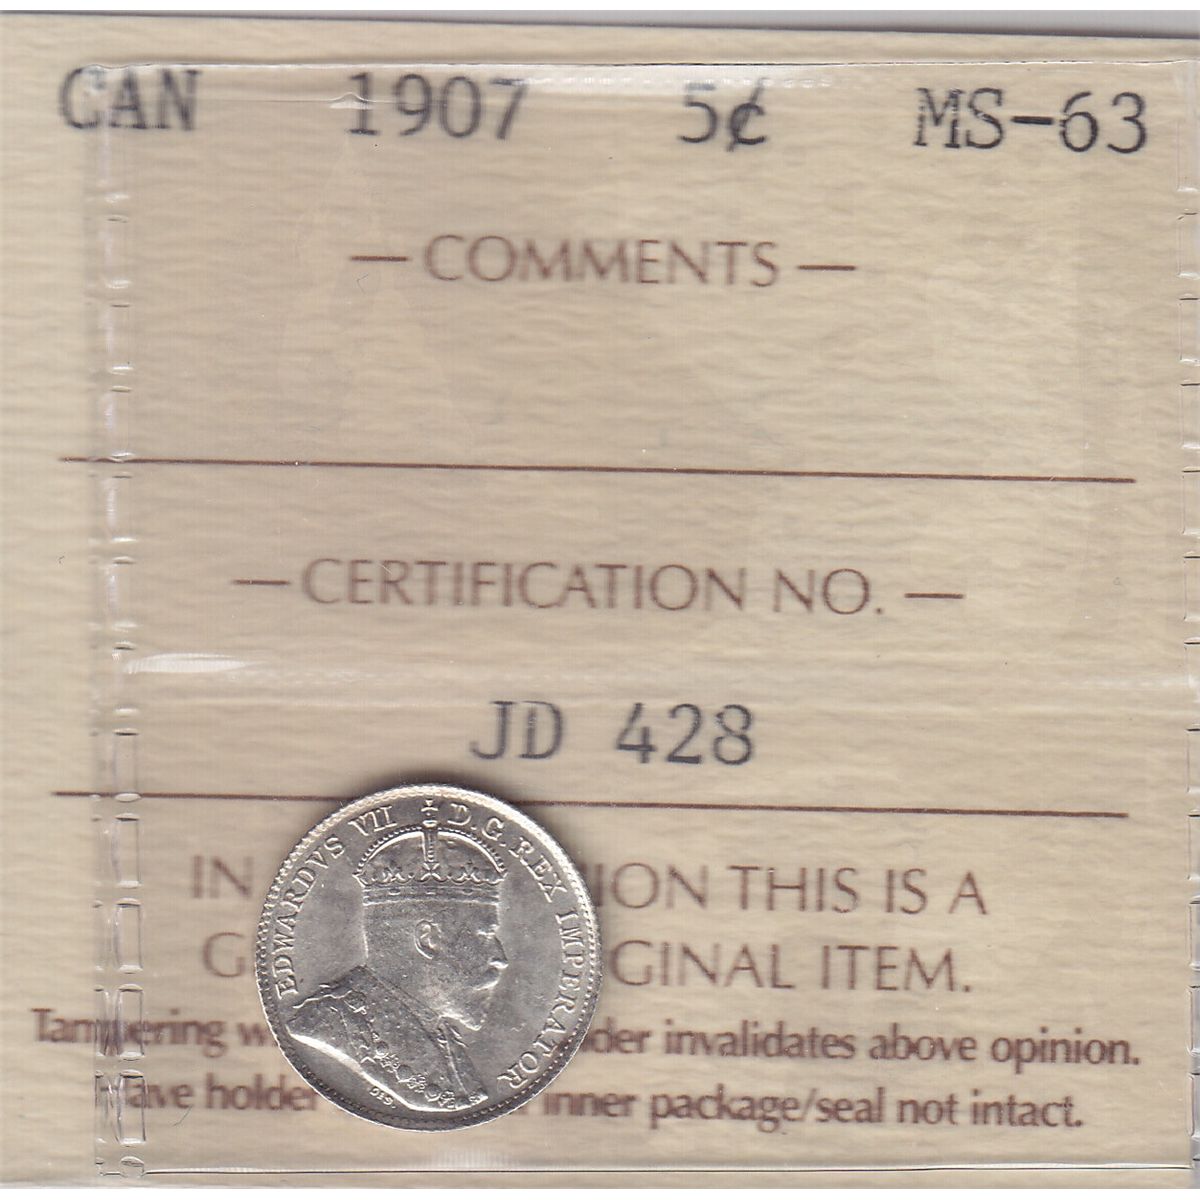 CAN 1907 5¢ MS-63
— COMMENTS —
— CERTIFICATION NO. —
JD 428
EDWARDVS VII D.G. REX IMPERATOR
IN ION THIS IS A
G GINAL ITEM.
Tampering w der invalidates above opinion.
ave holder inner package/seal not intact.